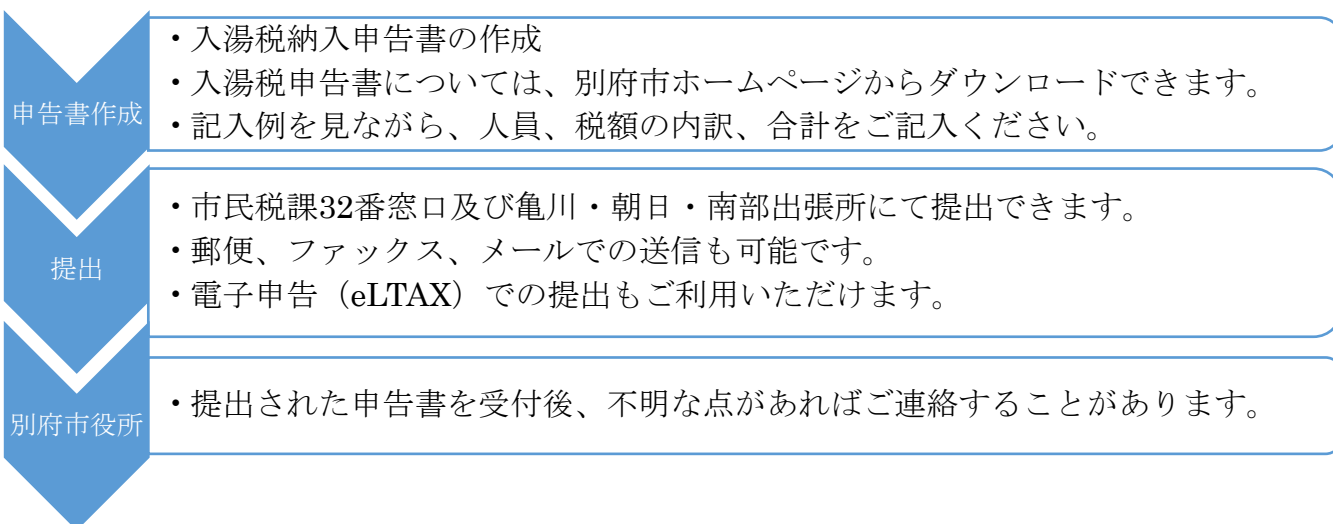 申告書作成
・入湯税納入申告書の作成
・入湯税申告書については、別府市ホームページからダウンロードできます。
・記入例を見ながら、人員、税額の内訳、合計をご記入ください。
提出
・市民税課32番窓口及び亀川・朝日・南部出張所にて提出できます。
・郵便、ファックス、メールでの送信も可能です。
・電子申告（eLTAX）での提出もご利用いただけます。
別府市役所
・提出された申告書を受付後、不明な点があればご連絡することがあります。